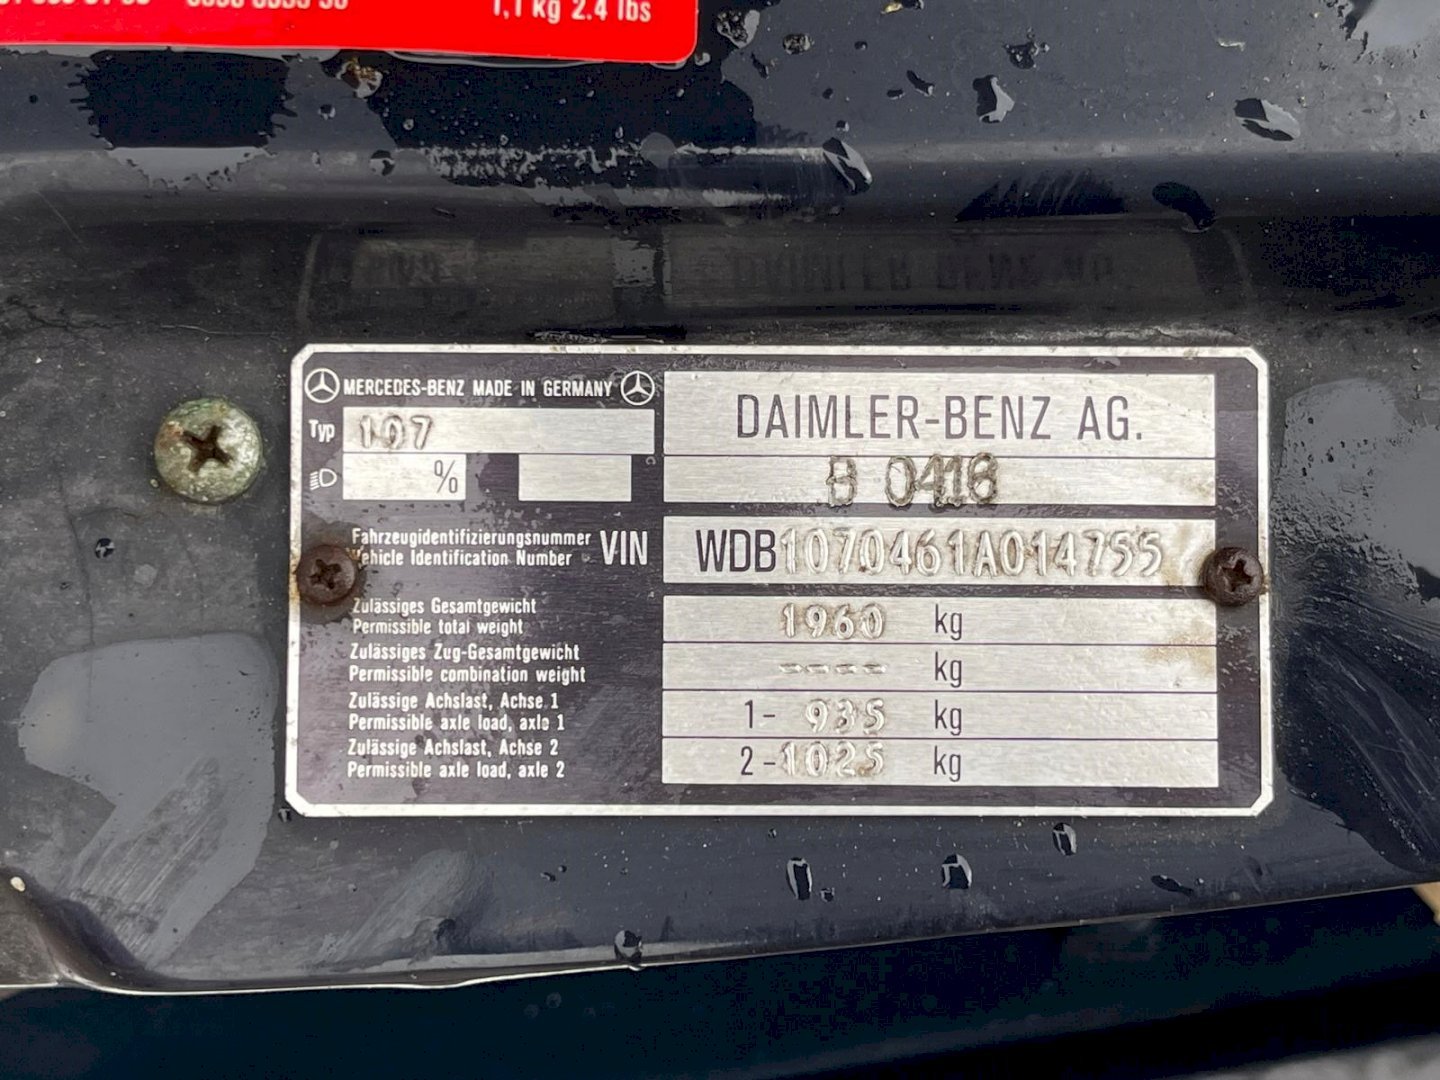 1,1 kg 2.4 lbs
MERCEDES-BENZ MADE IN GERMANY
Typ 107
%
DAIMLER-BENZ AG.
B 0416
Fahrzeugidentifizierungsnummer
Vehicle Identification Number VIN WDB1070461A014755
Zulässiges Gesamtgewicht
Permissible total weight 1960 kg
Zulässiges Zug-Gesamtgewicht
Permissible combination weight ---- kg
Zulässige Achslast, Achse 1
Permissible axle load, axle 1 1- 935 kg
Zulässige Achslast, Achse 2
Permissible axle load, axle 2 2-1025 kg